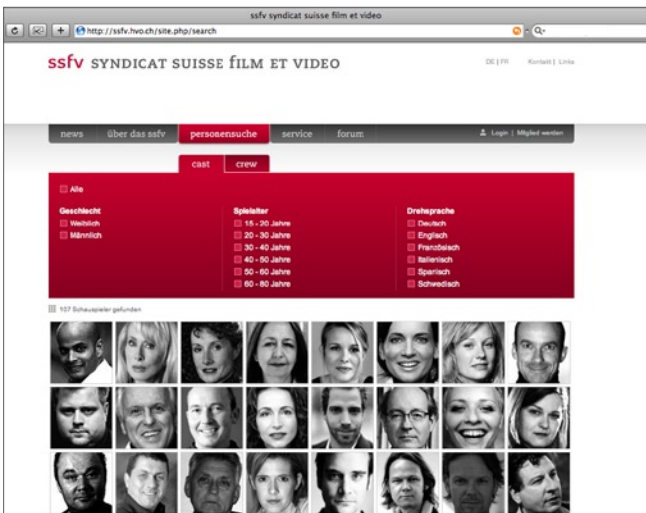 ssfv syndicat suisse film et video
http://ssfv.hvo.ch/site.php/search
Q-
ssfv SYNDICAT SUISSE FILM ET VIDEO
DE | FR Kontakt | Links
news über das ssfv personensuche service forum Login | Mitglied werden
cast crew
Alle
Geschlecht Spielalter Drehsprache
Weiblich 15 - 20 Jahre Deutsch
Männlich 20 - 30 Jahre Englisch
30 - 40 Jahre Französisch
40 - 50 Jahre Italienisch
50 - 60 Jahre Spanisch
60 - 80 Jahre Schwedisch
107 Schauspieler gefunden